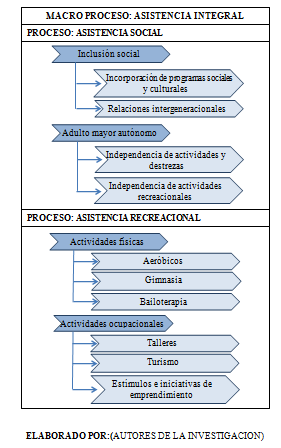 MACRO PROCESO: ASISTENCIA INTEGRAL
PROCESO: ASISTENCIA SOCIAL
Inclusión social
Incorporación de programas sociales
y culturales
Relaciones intergeneracionales
Adulto mayor autónomo
Independencia de actividades y
destrezas
Independencia de actividades
recreacionales
PROCESO: ASISTENCIA RECREACIONAL
Actividades físicas
Aeróbicos
Gimnasia
Bailoterapia
Actividades ocupacionales
Talleres
Turismo
Estímulos e iniciativas de
emprendimiento
ELABORADO POR:(AUTORES DE LA INVESTIGACION)